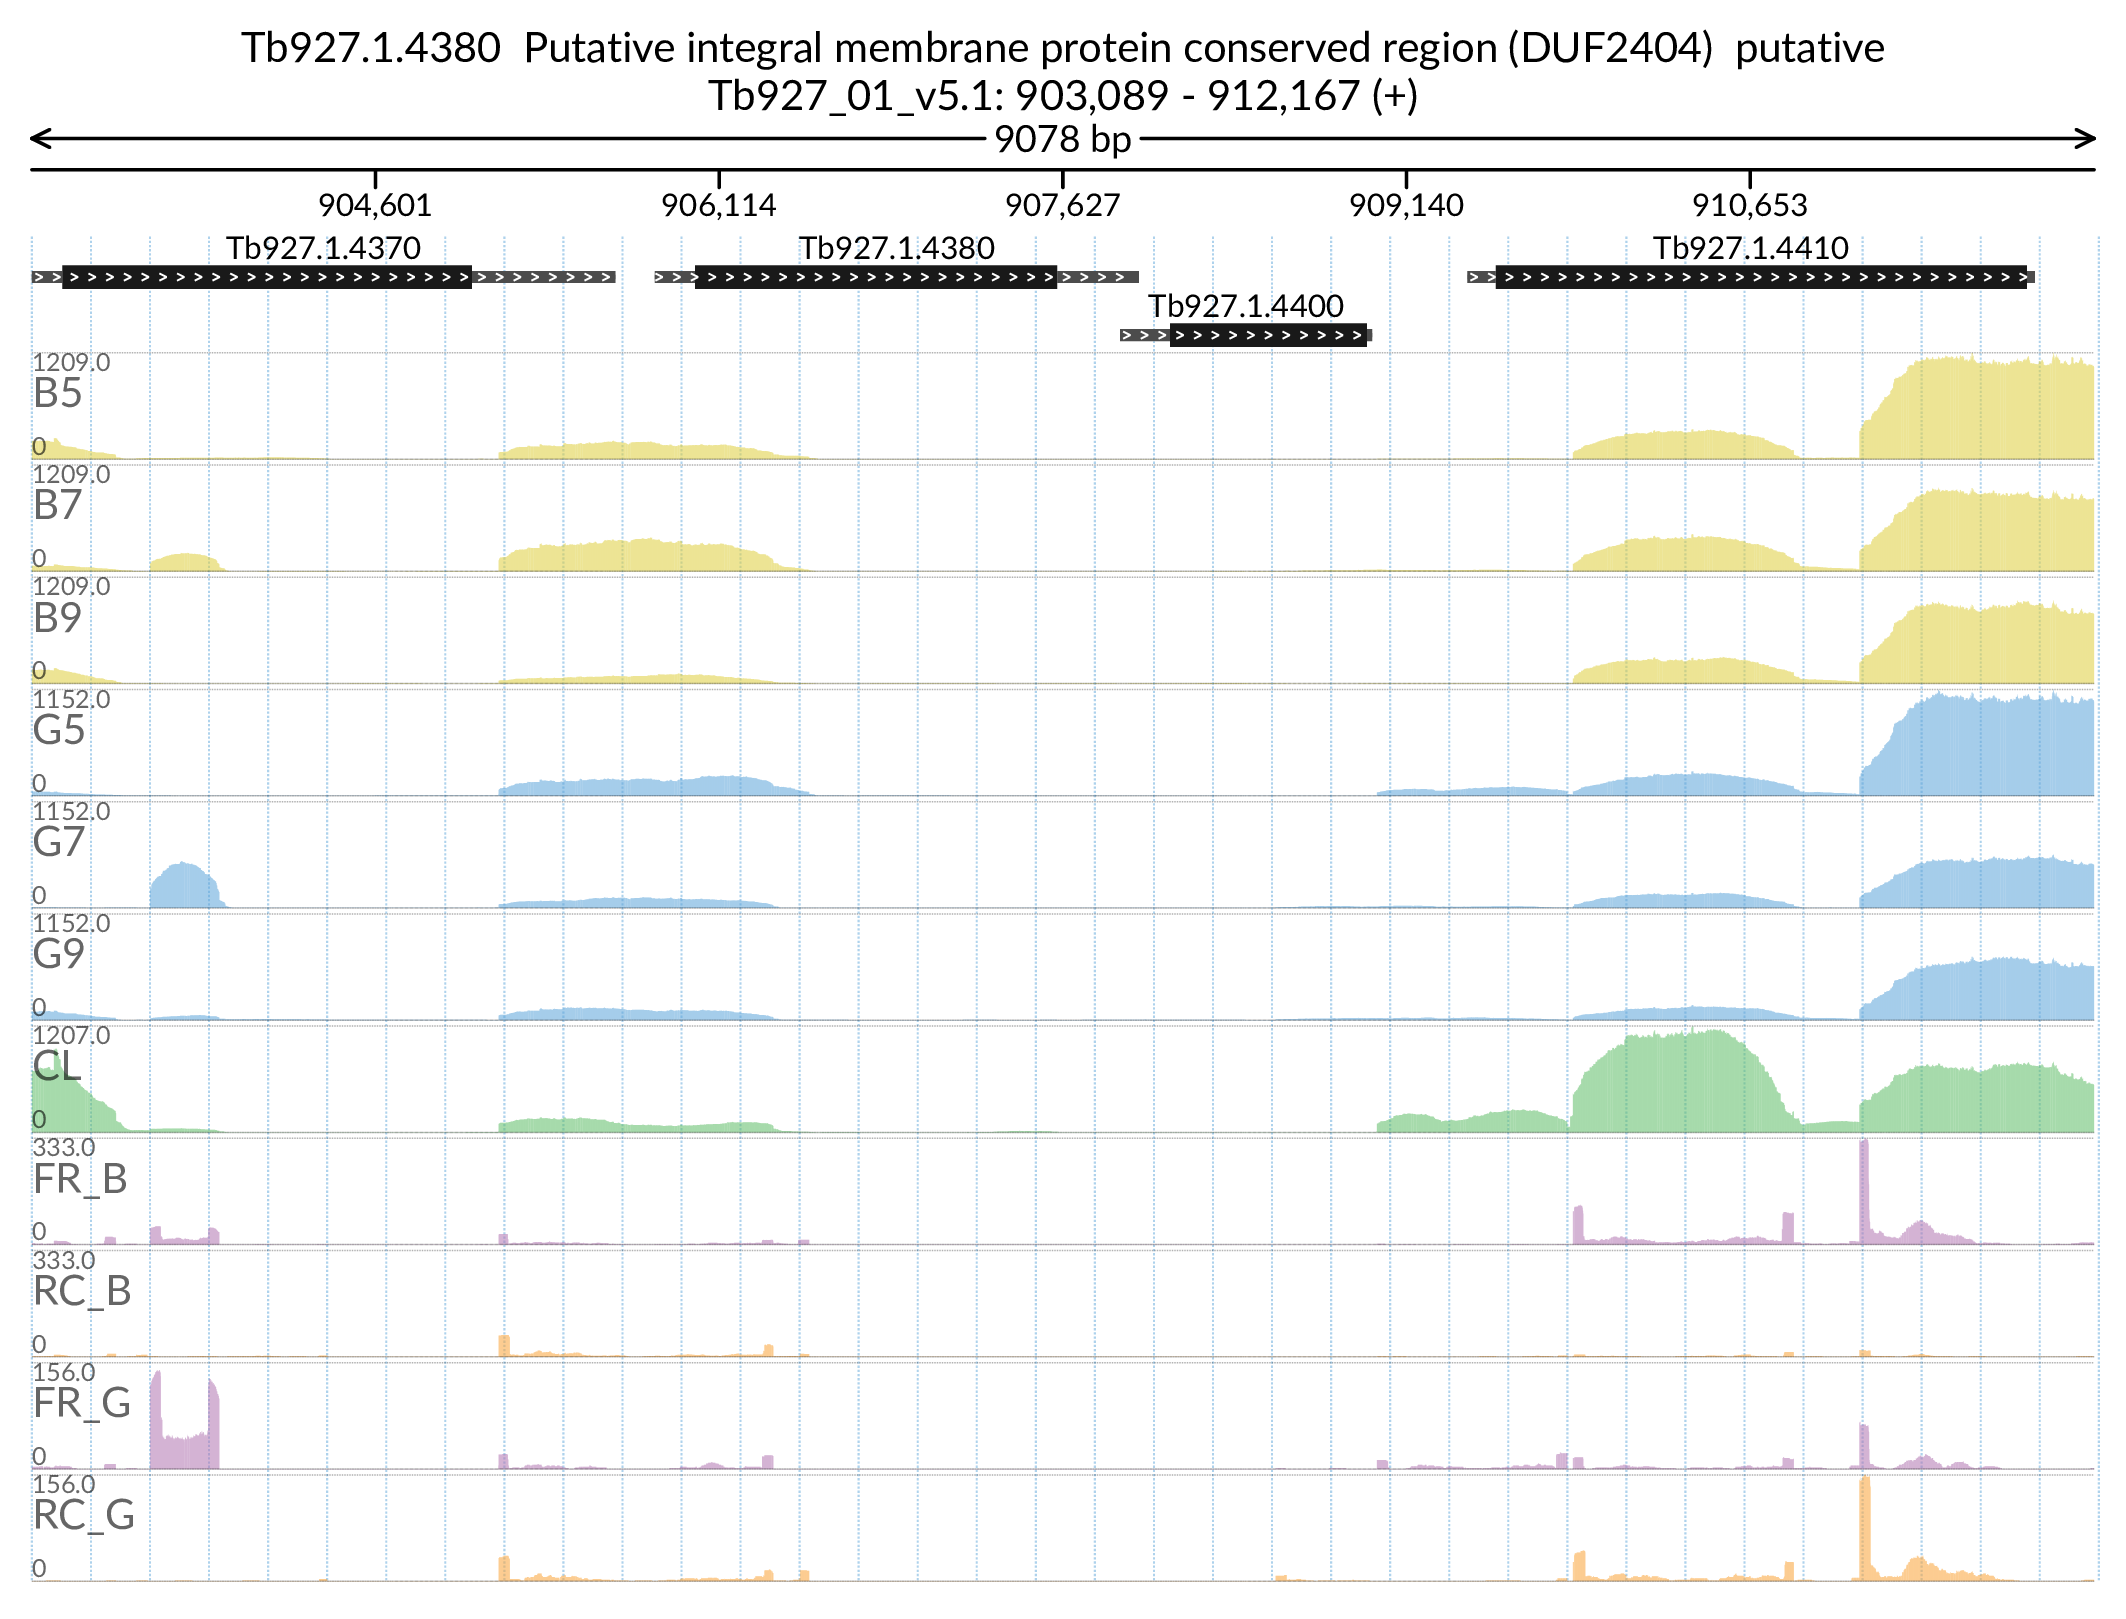 Tb927.1.4380  Putative integral membrane protein conserved region (DUF2404)  putative
Tb927_01_v5.1: 903,089 - 912,167 (+)
9078 bp
904,601 906,114 907,627 909,140 910,653
Tb927.1.4370 Tb927.1.4380 Tb927.1.4410
Tb927.1.4400
1209.0
B5
0
1209.0
B7
0
1209.0
B9
0
1152.0
G5
0
1152.0
G7
0
1152.0
G9
0
1207.0
CL
0
333.0
FR_B
0
333.0
RC_B
0
156.0
FR_G
0
156.0
RC_G
0